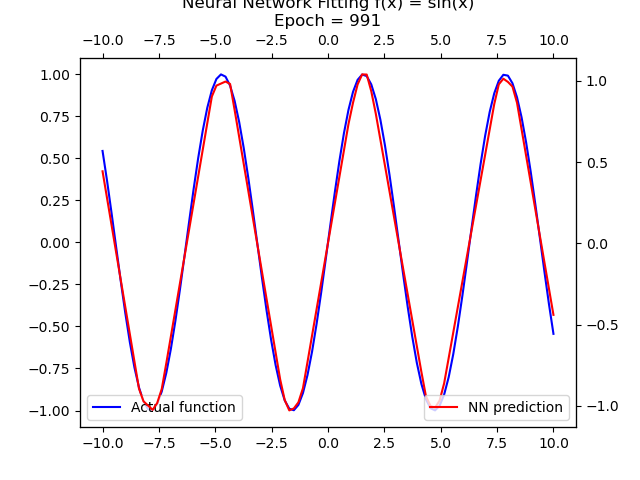 Neural Network Fitting f(x) = sin(x)
Epoch = 991
−10.0 −7.5 −5.0 −2.5 0.0 2.5 5.0 7.5 10.0
1.00
0.75
0.50
0.25
0.00
−0.25
−0.50
−0.75
−1.00
1.0
0.5
0.0
−0.5
−1.0
Actual function
NN prediction
−10.0 −7.5 −5.0 −2.5 0.0 2.5 5.0 7.5 10.0